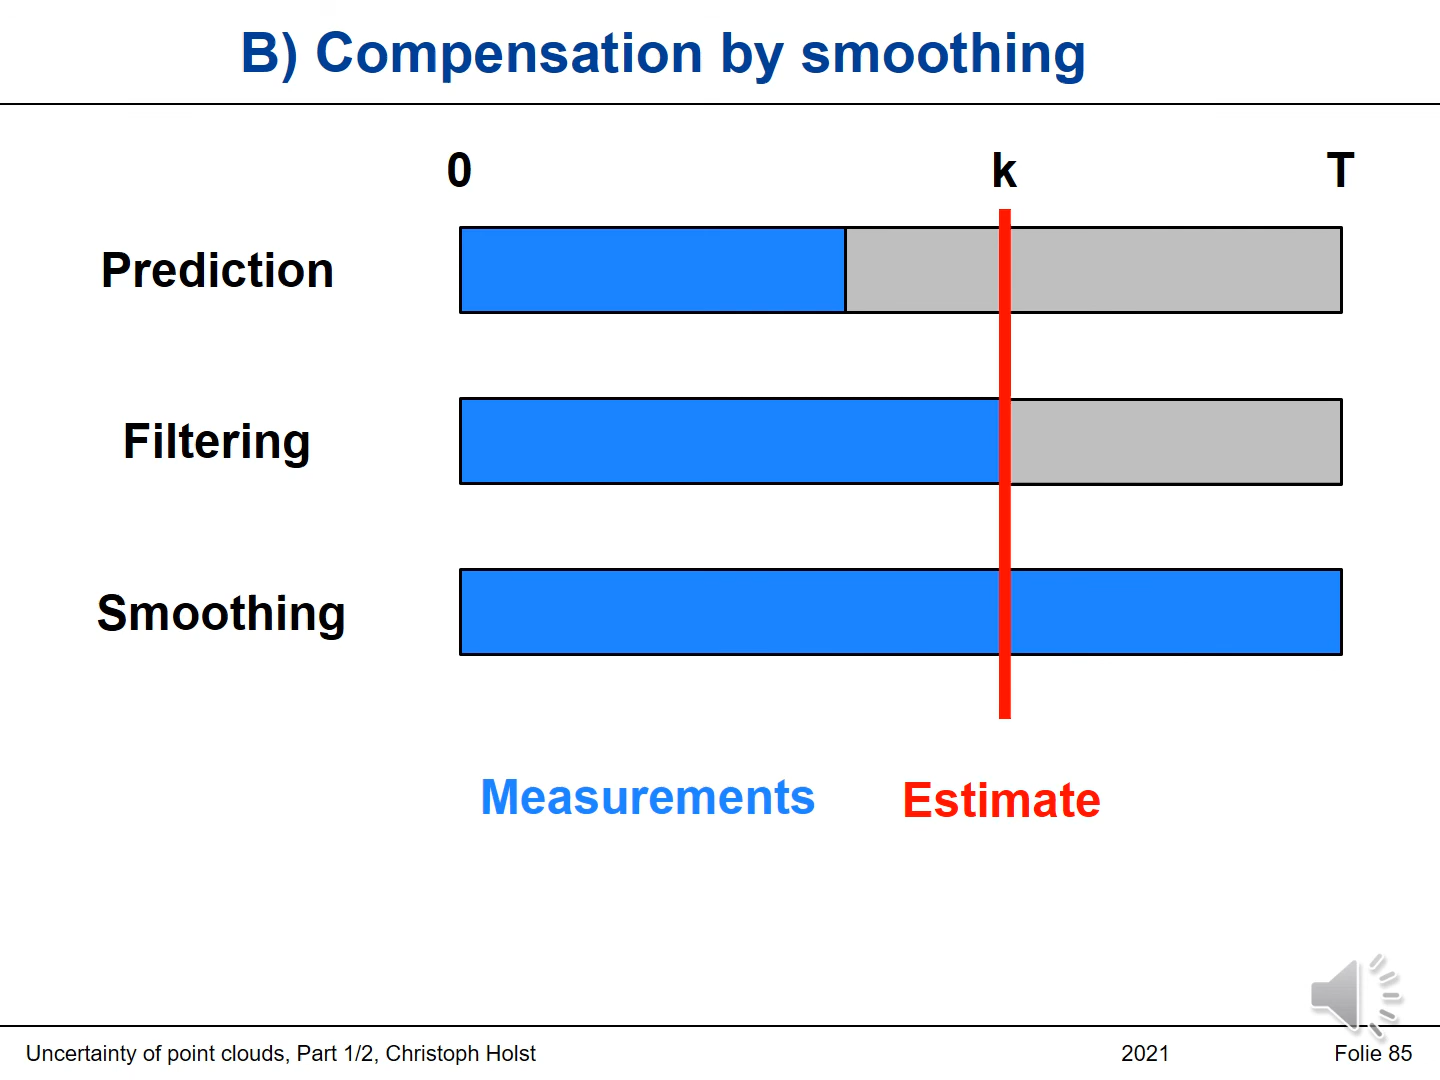 B) Compensation by smoothing
0 k T
Prediction
Filtering
Smoothing
Measurements Estimate
Uncertainty of point clouds, Part 1/2, Christoph Holst 2021 Folie 85